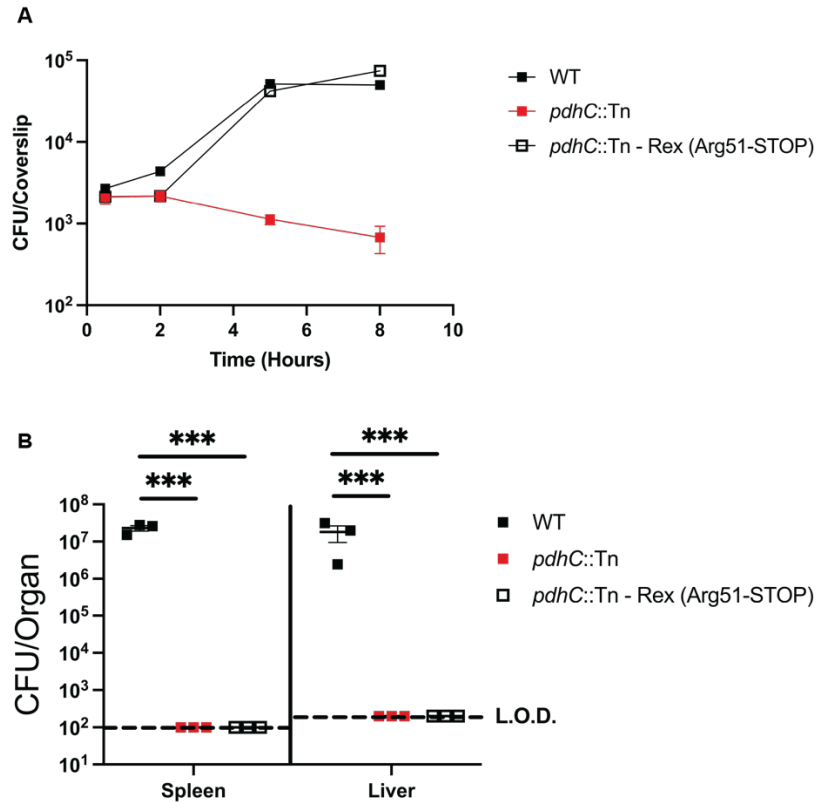 A
10⁵
10⁴
10³
10²
CFU/Coverslip
0 2 4 6 8 10
Time (Hours)
WT
pdhC::Tn
pdhC::Tn - Rex (Arg51-STOP)
B
*** ***
*** ***
10⁸
10⁷
10⁶
10⁵
10⁴
10³
10²
10¹
CFU/Organ
Spleen Liver
WT
pdhC::Tn
pdhC::Tn - Rex (Arg51-STOP)
L.O.D.